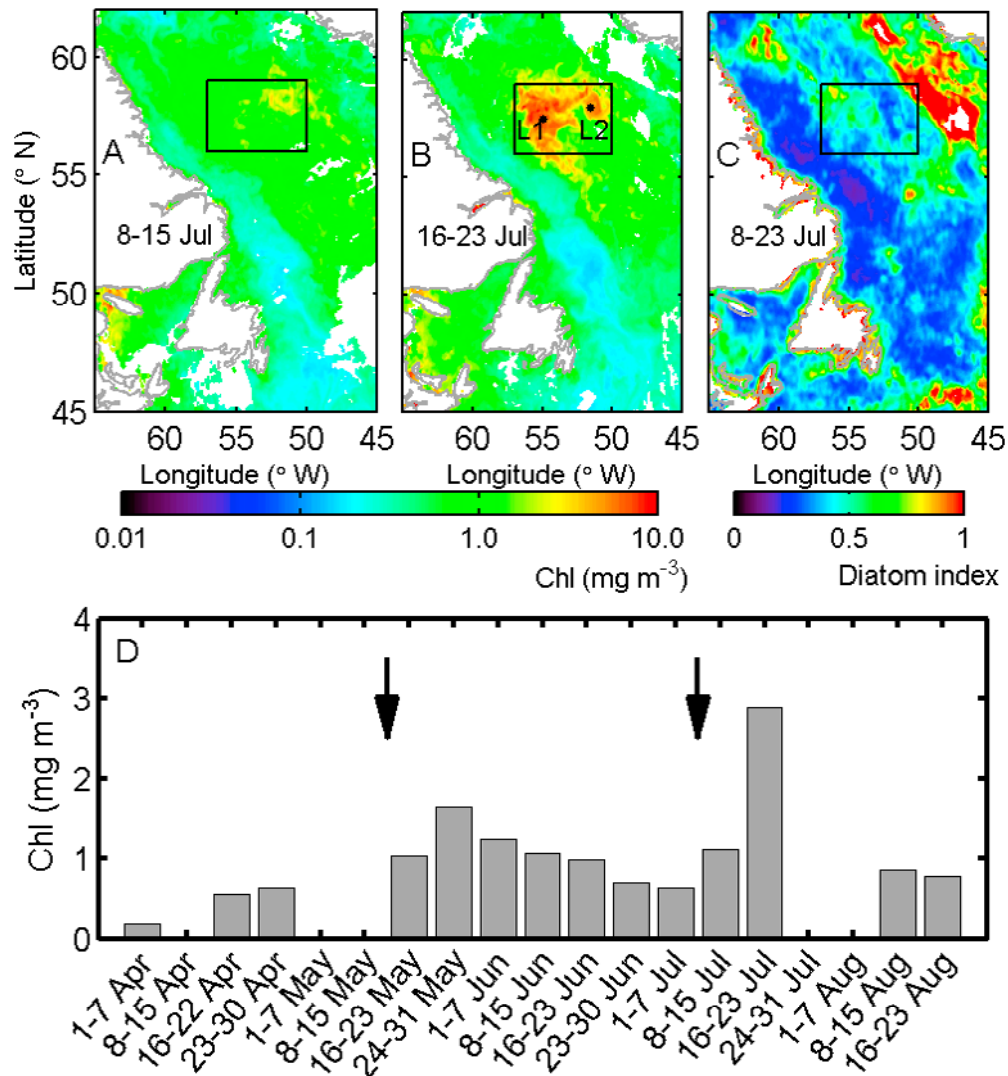 Latitude (° N)
60
55
50
45
A
8-15 Jul
B
L1
L2
16-23 Jul
C
8-23 Jul
60 55 50 45
60 55 50 45
60 55 50 45
Longitude (° W)
Longitude (° W)
Longitude (° W)
0.01 0.1 1.0 10.0
Chl (mg m⁻³)
0 0.5 1
Diatom index
D
Chl (mg m⁻³)
4
3
2
1
0
1-7 Apr
8-15 Apr
16-22 Apr
23-30 Apr
1-7 May
8-15 May
16-23 May
24-31 May
1-7 Jun
8-15 Jun
16-23 Jun
23-30 Jun
1-7 Jul
8-15 Jul
16-23 Jul
24-31 Jul
1-7 Aug
8-15 Aug
16-23 Aug